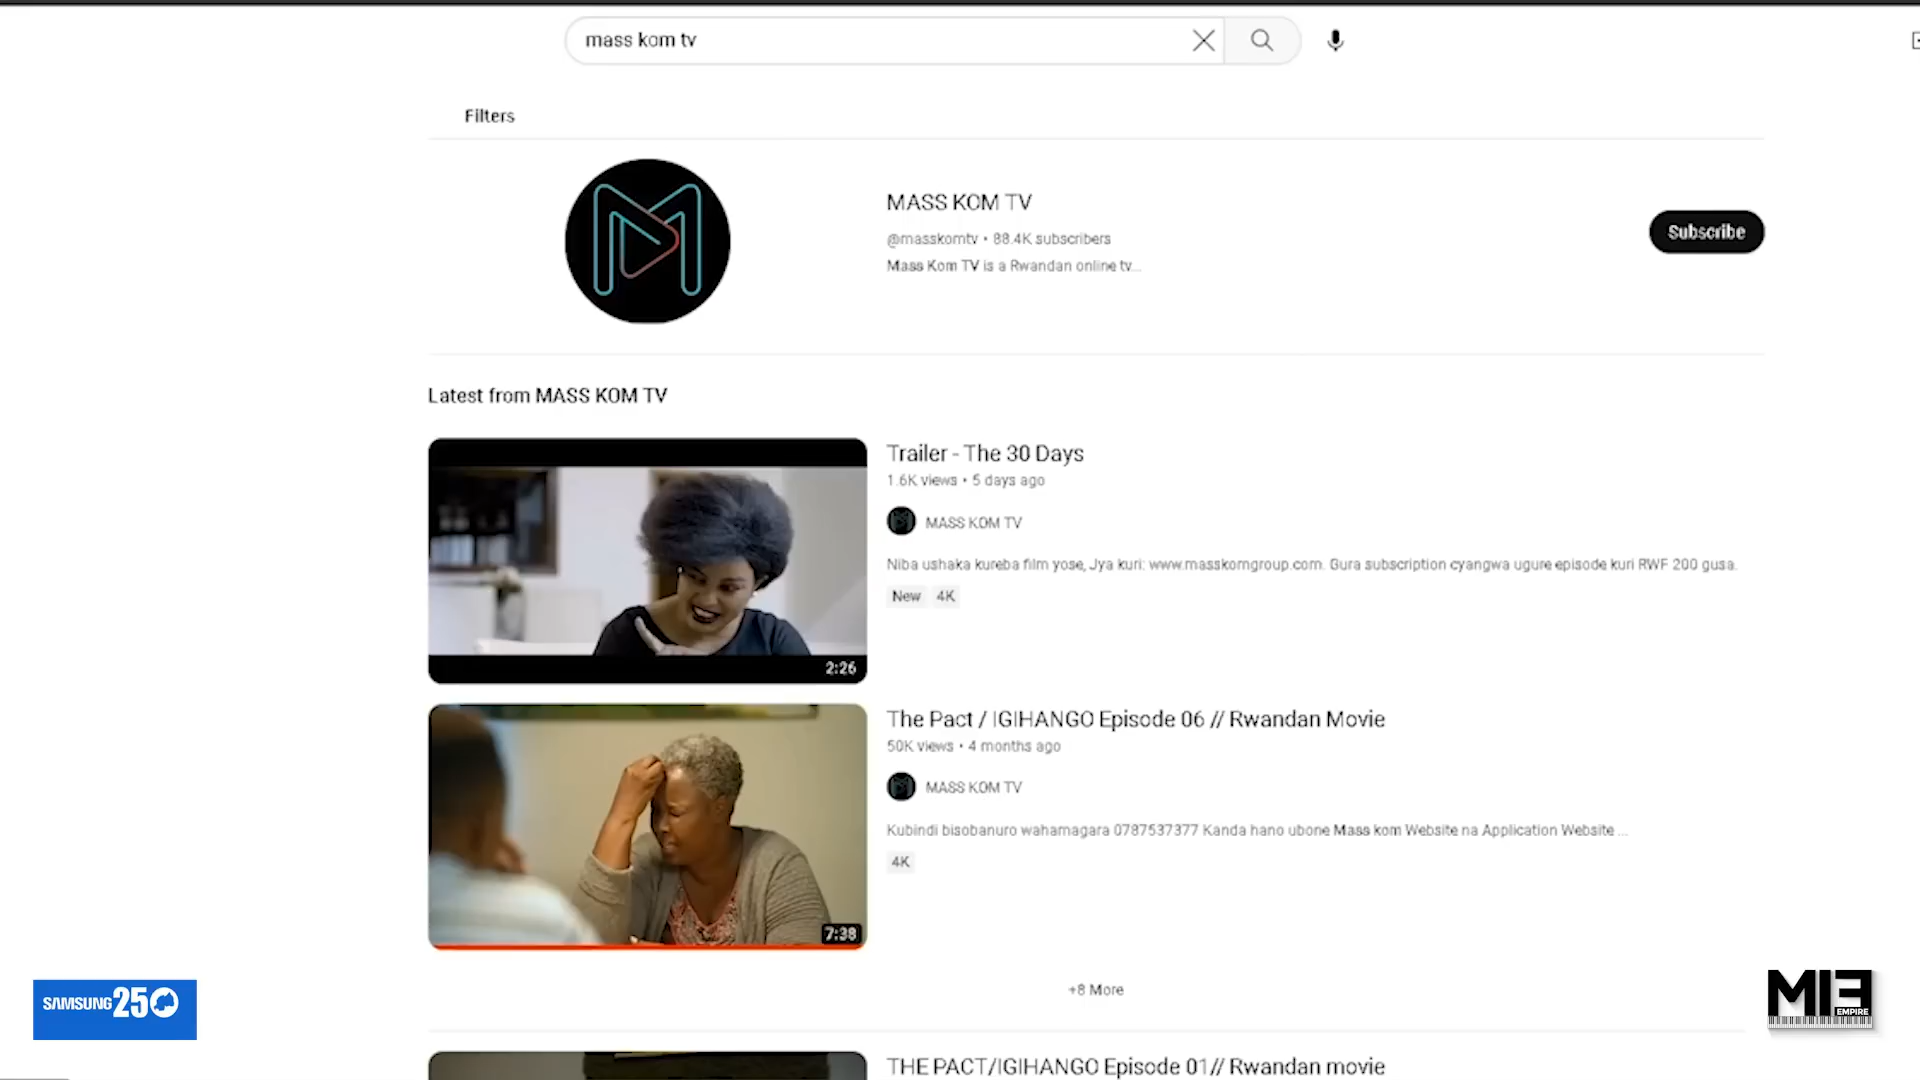 mass kom tv
Filters
MASS KOM TV
@masskomtv • 88.4K subscribers
Mass Kom TV is a Rwandan online tv...
Subscribe
Latest from MASS KOM TV
2:26
Trailer - The 30 Days
1.6K views • 5 days ago
MASS KOM TV
Niba ushaka kureba film yose, Jya kuri: www.masskomgroup.com. Gura subscription cyangwa ugure episode kuri RWF 200 gusa.
New 4K
7:38
The Pact / IGIHANGO Episode 06 // Rwandan Movie
50K views • 4 months ago
MASS KOM TV
Kubindi bisobanuro wahamagara 0787537377 Kanda hano ubone Mass kom Website na Application Website ...
4K
+8 More
SAMSUNG250
MIE
EMPIRE
THE PACT/IGIHANGO Episode 01// Rwandan movie